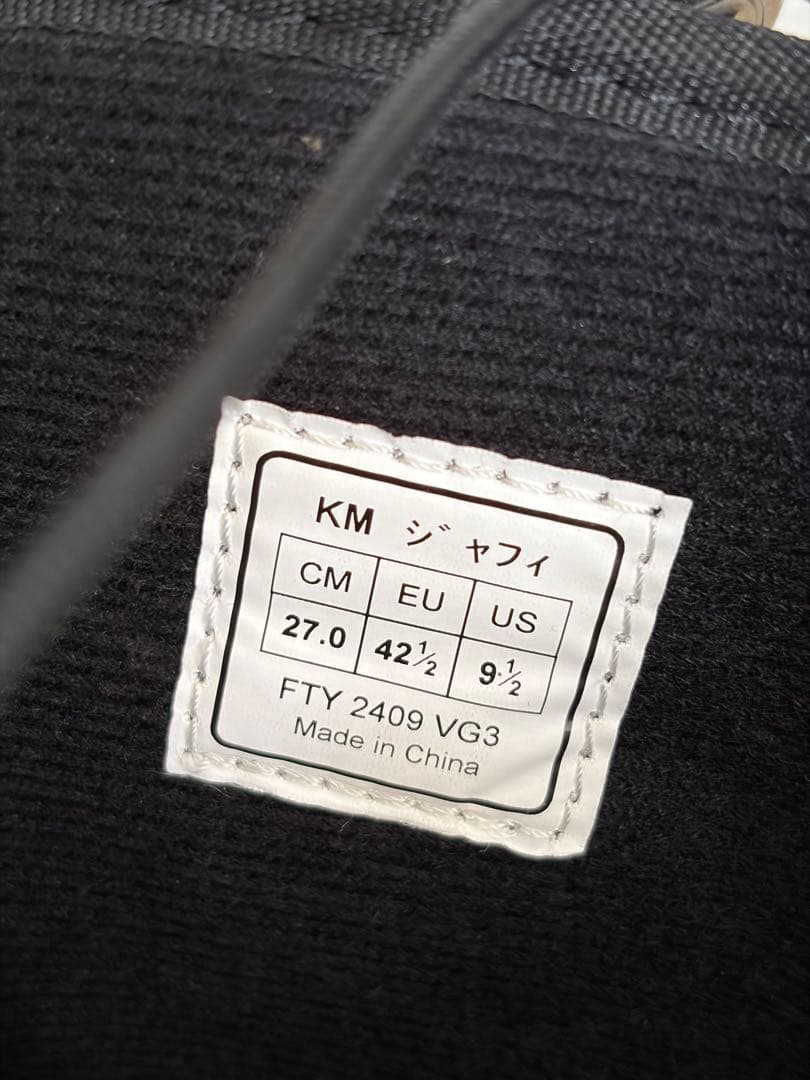 KM ジャフィ
CM EU US
27.0 42½ 9½
FTY 2409 VG3
Made in China